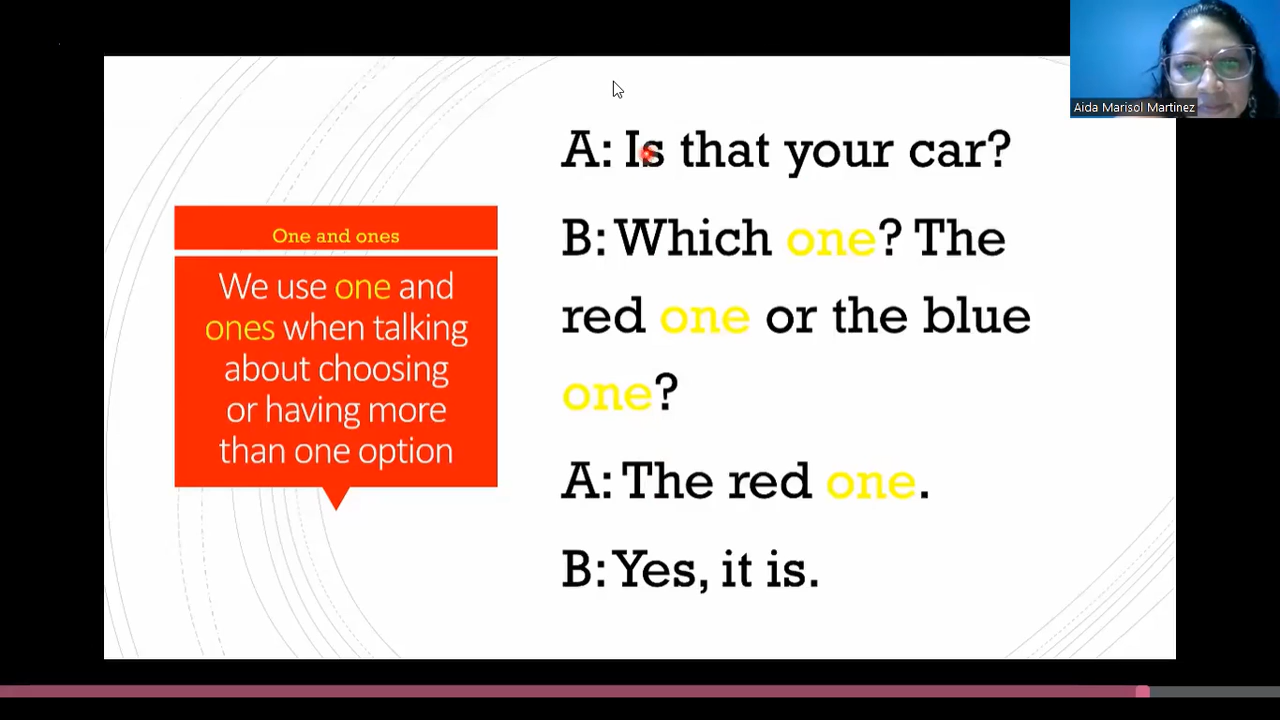 One and ones
We use one and
ones when talking
about choosing
or having more
than one option
A: Is that your car?
B: Which one? The
red one or the blue
one?
A: The red one.
B: Yes, it is.
Aida Marisol Martinez